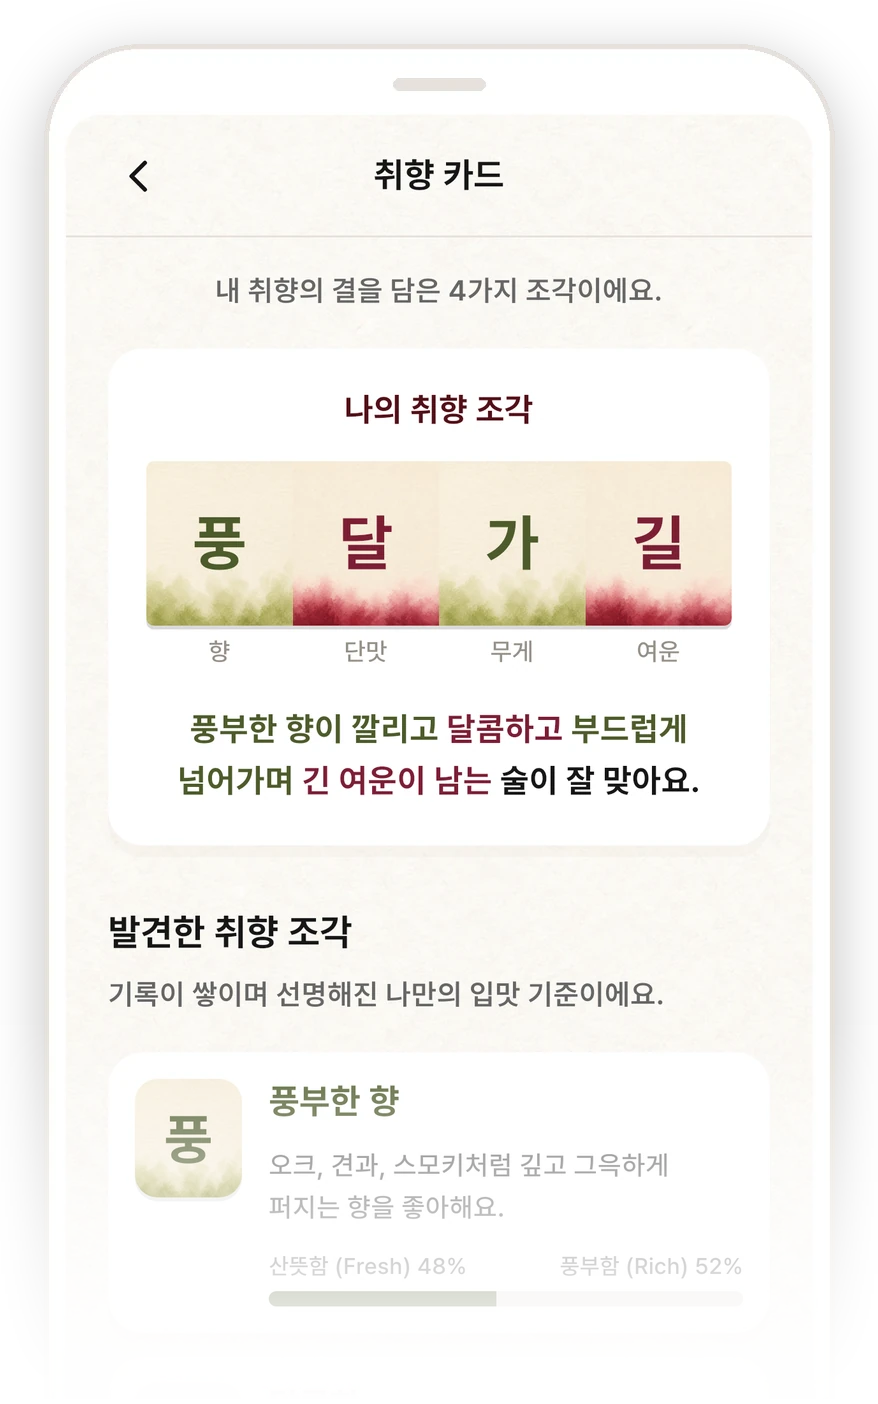 취향 카드
내 취향의 결을 담은 4가지 조각이에요.
나의 취향 조각
풍 달 가 길
향 단맛 무게 여운
풍부한 향이 깔리고 달콤하고 부드럽게
넘어가며 긴 여운이 남는 술이 잘 맞아요.
발견한 취향 조각
기록이 쌓이며 선명해진 나만의 입맛 기준이에요.
풍
풍부한 향
오크, 견과, 스모키처럼 깊고 그윽하게
퍼지는 향을 좋아해요.
산뜻함 (Fresh) 48% 풍부함 (Rich) 52%